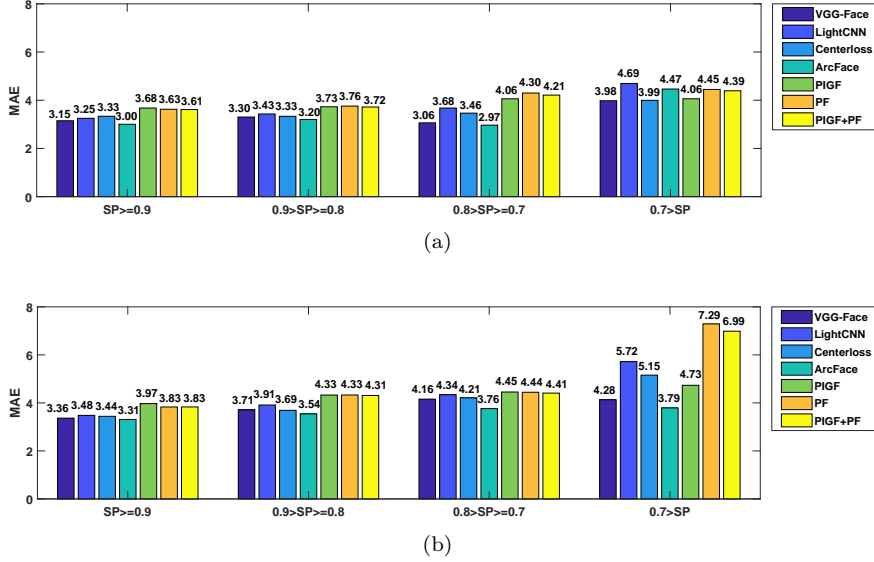 8
6
4
2
0
MAE
3.15 3.25 3.33 3.00 3.68 3.63 3.61
3.30 3.43 3.33 3.20 3.73 3.76 3.72
3.06 3.68 3.46 2.97 4.06 4.30 4.21
3.98 4.69 3.99 4.47 4.06 4.45 4.39
SP>=0.9 0.9>SP>=0.8 0.8>SP>=0.7 0.7>SP
VGG-Face
LightCNN
Centerloss
ArcFace
PIGF
PF
PIGF+PF
(a)
8
6
4
2
0
MAE
3.36 3.48 3.44 3.31 3.97 3.83 3.83
3.71 3.91 3.69 3.54 4.33 4.33 4.31
4.16 4.34 4.21 3.76 4.45 4.44 4.41
4.28 5.72 5.15 3.79 4.73 7.29 6.99
SP>=0.9 0.9>SP>=0.8 0.8>SP>=0.7 0.7>SP
VGG-Face
LightCNN
Centerloss
ArcFace
PIGF
PF
PIGF+PF
(b)